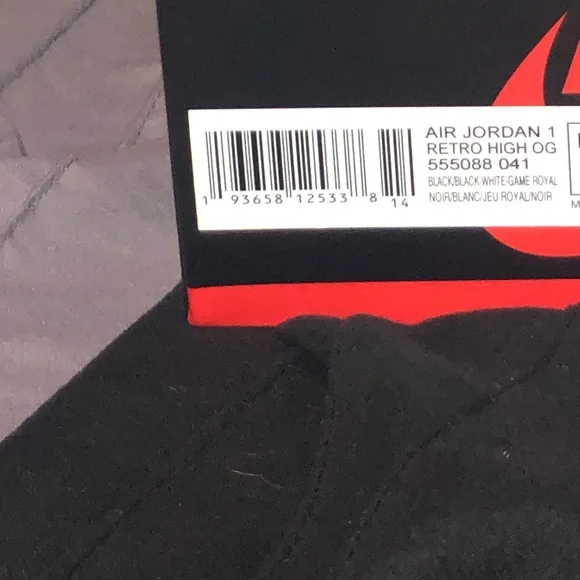 AIR JORDAN 1
RETRO HIGH OG
555088 041
BLACK/BLACK-WHITE-GAME ROYAL
NOIR/BLANC/JEU ROYAL/NOIR
1 93658 12533 8 14
M